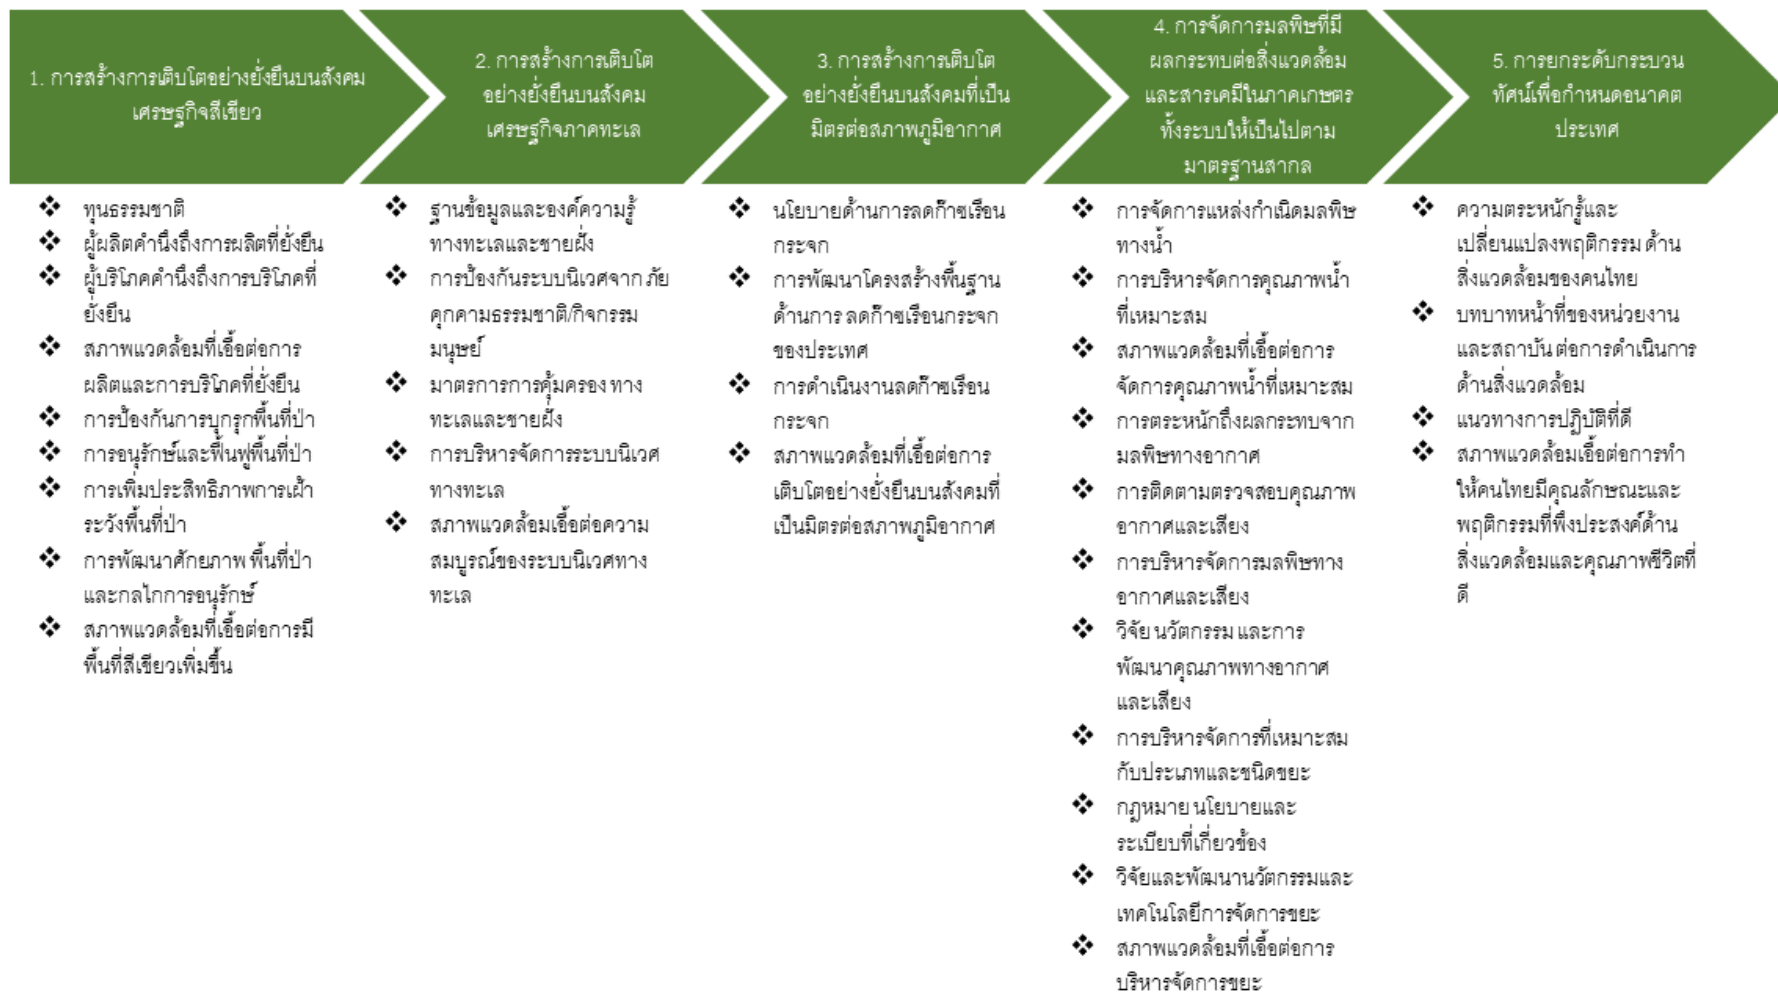 1. การสร้างการเติบโตอย่างยั่งยืนบนสังคม
เศรษฐกิจสีเขียว
2. การสร้างการเติบโต
อย่างยั่งยืนบนสังคม
เศรษฐกิจภาคทะเล
3. การสร้างการเติบโต
อย่างยั่งยืนบนสังคมที่เป็น
มิตรต่อสภาพภูมิอากาศ
4. การจัดการมลพิษที่มี
ผลกระทบต่อสิ่งแวดล้อม
และสารเคมีในภาคเกษตร
ทั้งระบบให้เป็นไปตาม
มาตรฐานสากล
5. การยกระดับกระบวน
ทัศน์เพื่อกำหนดอนาคต
ประเทศ
❖ ทุนธรรมชาติ
❖ ผู้ผลิตคำนึงถึงการผลิตที่ยั่งยืน
❖ ผู้บริโภคคำนึงถึงการบริโภคที่
ยั่งยืน
❖ สภาพแวดล้อมที่เอื้อต่อการ
ผลิตและการบริโภคที่ยั่งยืน
❖ การป้องกันการบุกรุกพื้นที่ป่า
❖ การอนุรักษ์และฟื้นฟูพื้นที่ป่า
❖ การเพิ่มประสิทธิภาพการเฝ้า
ระวังพื้นที่ป่า
❖ การพัฒนาศักยภาพ พื้นที่ป่า
และกลไกการอนุรักษ์
❖ สภาพแวดล้อมที่เอื้อต่อการมี
พื้นที่สีเขียวเพิ่มขึ้น
❖ ฐานข้อมูลและองค์ความรู้
ทางทะเลและชายฝั่ง
❖ การป้องกันระบบนิเวศจาก ภัย
คุกคามธรรมชาติ/กิจกรรม
มนุษย์
❖ มาตรการการคุ้มครอง ทาง
ทะเลและชายฝั่ง
❖ การบริหารจัดการระบบนิเวศ
ทางทะเล
❖ สภาพแวดล้อมเอื้อต่อความ
สมบูรณ์ของระบบนิเวศทาง
ทะเล
❖ นโยบายด้านการลดก๊าซเรือน
กระจก
❖ การพัฒนาโครงสร้างพื้นฐาน
ด้านการ ลดก๊าซเรือนกระจก
ของประเทศ
❖ การดำเนินงานลดก๊าซเรือน
กระจก
❖ สภาพแวดล้อมที่เอื้อต่อการ
เติบโตอย่างยั่งยืนบนสังคมที่
เป็นมิตรต่อสภาพภูมิอากาศ
❖ การจัดการแหล่งกำเนิดมลพิษ
ทางน้ำ
❖ การบริหารจัดการคุณภาพน้ำ
ที่เหมาะสม
❖ สภาพแวดล้อมที่เอื้อต่อการ
จัดการคุณภาพน้ำที่เหมาะสม
❖ การตระหนักถึงผลกระทบจาก
มลพิษทางอากาศ
❖ การติดตามตรวจสอบคุณภาพ
อากาศและเสียง
❖ การบริหารจัดการมลพิษทาง
อากาศและเสียง
❖ วิจัย นวัตกรรม และการ
พัฒนาคุณภาพทางอากาศ
และเสียง
❖ การบริหารจัดการที่เหมาะสม
กับประเภทและชนิดขยะ
❖ กฎหมาย นโยบายและ
ระเบียบที่เกี่ยวข้อง
❖ วิจัยและพัฒนานวัตกรรมและ
เทคโนโลยีการจัดการขยะ
❖ สภาพแวดล้อมที่เอื้อต่อการ
บริหารจัดการขยะ
❖ ความตระหนักรู้และ
เปลี่ยนแปลงพฤติกรรม ด้าน
สิ่งแวดล้อมของคนไทย
❖ บทบาทหน้าที่ของหน่วยงาน
และสถาบัน ต่อการดำเนินการ
ด้านสิ่งแวดล้อม
❖ แนวทางการปฏิบัติที่ดี
❖ สภาพแวดล้อมเอื้อต่อการทำ
ให้คนไทยมีคุณลักษณะและ
พฤติกรรมที่พึงประสงค์ด้าน
สิ่งแวดล้อมและคุณภาพชีวิตที่
ดี